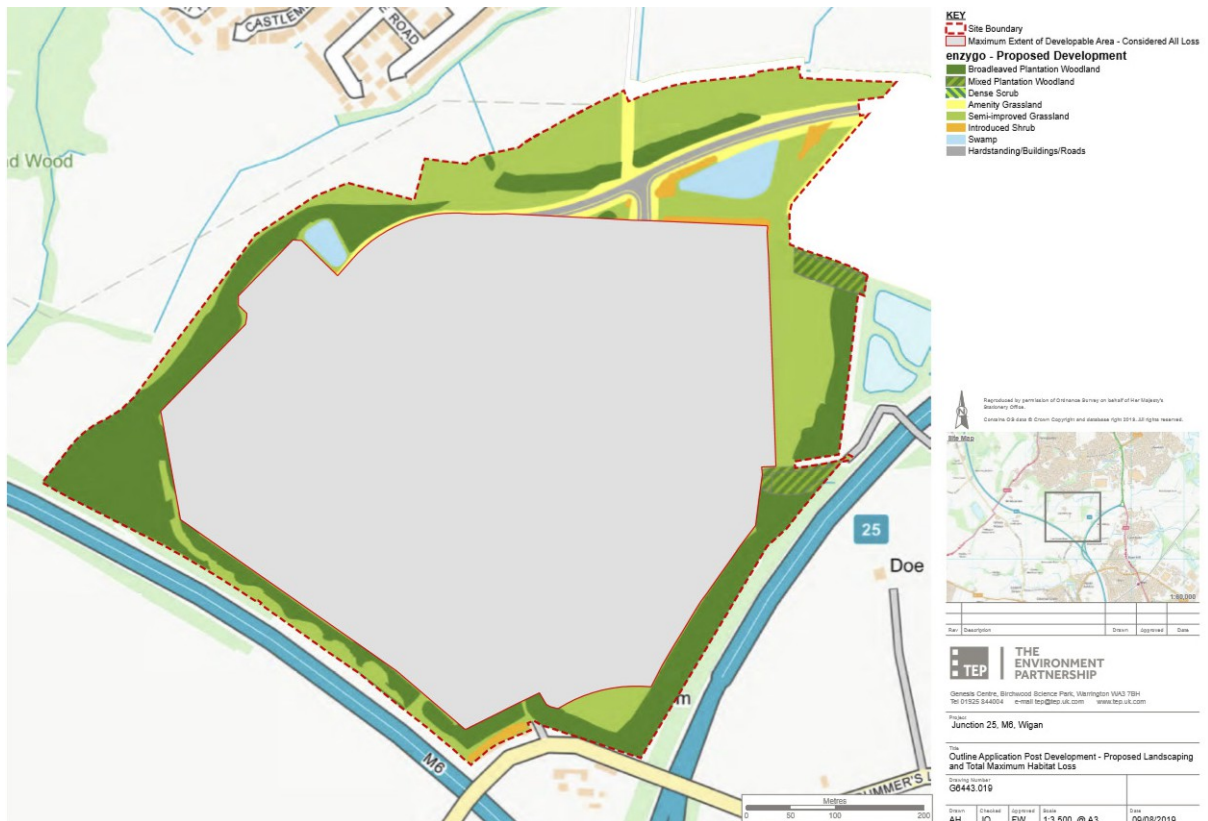 CASTLEM
E ROAD
nd Wood
25
Doe
m
M6
SUMMER'S L
Metres
0 50 100 200
KEY
Site Boundary
Maximum Extent of Developable Area - Considered All Loss
enzygo - Proposed Development
Broadleaved Plantation Woodland
Mixed Plantation Woodland
Dense Scrub
Amenity Grassland
Semi-improved Grassland
Introduced Shrub
Swamp
Hardstanding/Buildings/Roads
N
Reproduced by permission of Ordnance Survey on behalf of Her Majesty's
Stationery Office.
Contains OS data © Crown Copyright and database right 2018. All rights reserved.
Site Map
1:60,000
Rev Description Drawn Approved Date
TEP
THE
ENVIRONMENT
PARTNERSHIP
Genesis Centre, Birchwood Science Park, Warrington WA3 7BH
Tel 01925 844004 e-mail tep@tep.uk.com www.tep.uk.com
Project
Junction 25, M6, Wigan
Title
Outline Application Post Development - Proposed Landscaping
and Total Maximum Habitat Loss
Drawing Number
G6443.019
Drawn Checked Approved Scale Date
AH JO FW 1:3,500 @ A3 09/08/2019